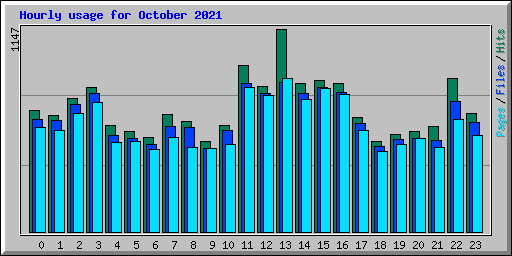 Hourly usage for October 2021
1147
Pages/Files/Hits
0 1 2 3 4 5 6 7 8 9 10 11 12 13 14 15 16 17 18 19 20 21 22 23